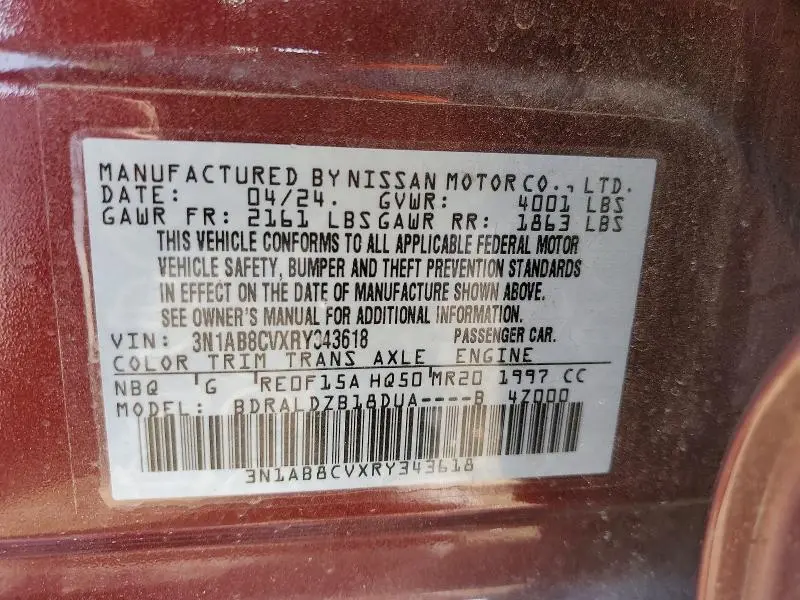 MANUFACTURED BY NISSAN MOTOR CO., LTD.
DATE: 04/24. GVWR: 4001 LBS
GAWR FR: 2161 LBS GAWR RR: 1863 LBS
THIS VEHICLE CONFORMS TO ALL APPLICABLE FEDERAL MOTOR
VEHICLE SAFETY, BUMPER AND THEFT PREVENTION STANDARDS
IN EFFECT ON THE DATE OF MANUFACTURE SHOWN ABOVE.
SEE OWNER'S MANUAL FOR ADDITIONAL INFORMATION.
VIN: 3N1AB8CVXRY343618 PASSENGER CAR.
COLOR TRIM TRANS AXLE ENGINE
NBQ G RE0F15A HQ50 MR20 1997 CC
MODEL: BDRALDZB18DUA----B 4Z000
3N1AB8CVXRY343618